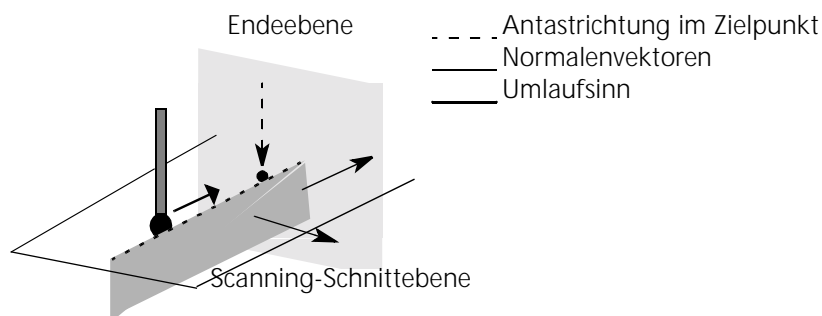 Endeebene
Antastrichtung im Zielpunkt
Normalenvektoren
Umlaufsinn
Scanning-Schnittebene